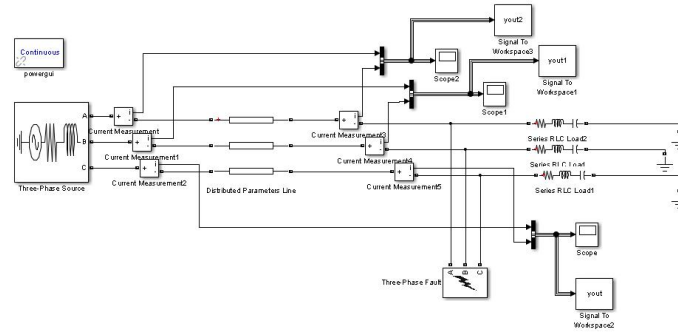 yout2
Signal To
Workspace3
Continuous
powergui
Scope2
yout1
Signal To
Workspace1
Scope1
A
B
C
Three-Phase Source
i
+
-
Current Measurement
i
+
-
Current Measurement1
i
+
-
Current Measurement2
Distributed Parameters Line
i
+
-
Current Measurement3
i
+
-
Current Measurement4
i
+
-
Current Measurement5
Series RLC Load2
Series RLC Load
Series RLC Load1
Scope
A
B
C
Three-Phase Fault
yout
Signal To
Workspace2